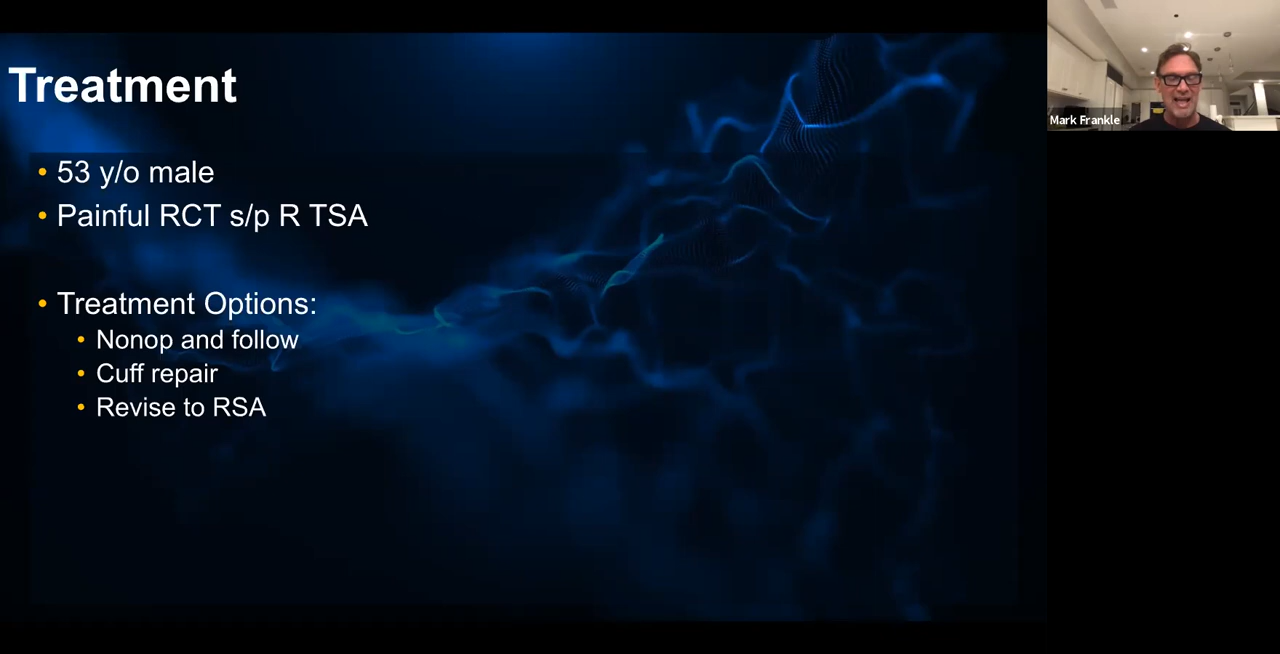 Treatment
• 53 y/o male
• Painful RCT s/p R TSA
• Treatment Options:
• Nonop and follow
• Cuff repair
• Revise to RSA
Mark Frankle